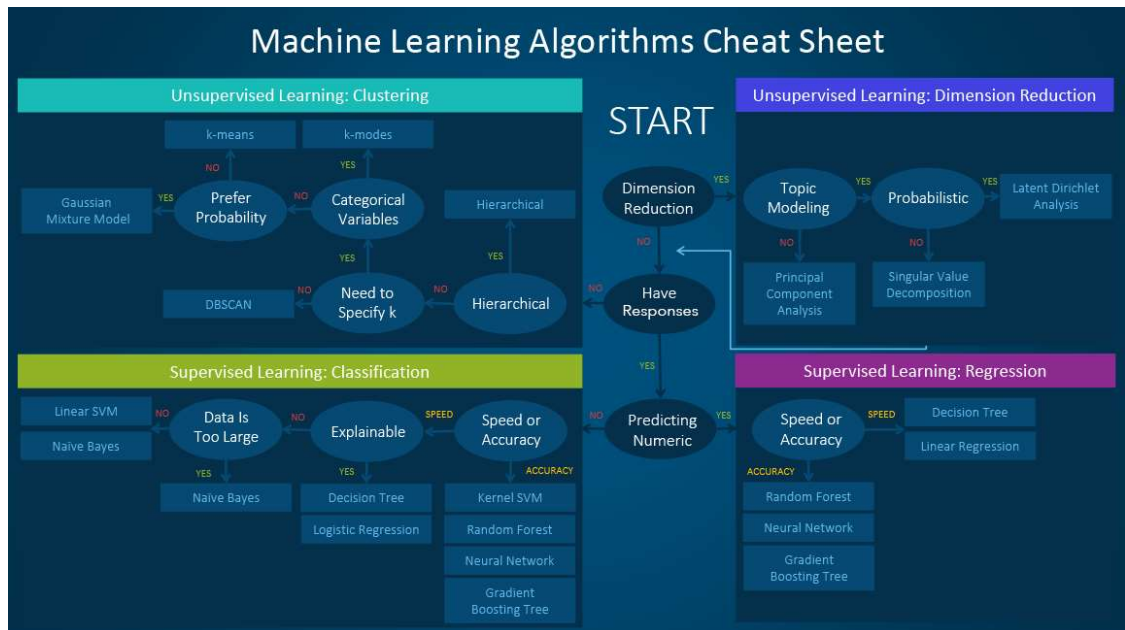 Machine Learning Algorithms Cheat Sheet
Unsupervised Learning: Clustering
k-means
k-modes
NO
YES
Gaussian
Mixture Model
YES
Prefer
Probability
NO
Categorical
Variables
Hierarchical
YES
YES
DBSCAN
NO
Need to
Specify k
NO
Hierarchical
START
Dimension
Reduction
YES
NO
NO
Have
Responses
YES
NO
Predicting
Numeric
YES
Unsupervised Learning: Dimension Reduction
Topic
Modeling
YES
Probabilistic
YES
Latent Dirichlet
Analysis
NO
NO
Principal
Component
Analysis
Singular Value
Decomposition
Supervised Learning: Classification
Linear SVM
Naïve Bayes
NO
Data Is
Too Large
NO
Explainable
SPEED
Speed or
Accuracy
YES
YES
ACCURACY
Naïve Bayes
Decision Tree
Logistic Regression
Kernel SVM
Random Forest
Neural Network
Gradient
Boosting Tree
Supervised Learning: Regression
Speed or
Accuracy
SPEED
Decision Tree
Linear Regression
ACCURACY
Random Forest
Neural Network
Gradient
Boosting Tree